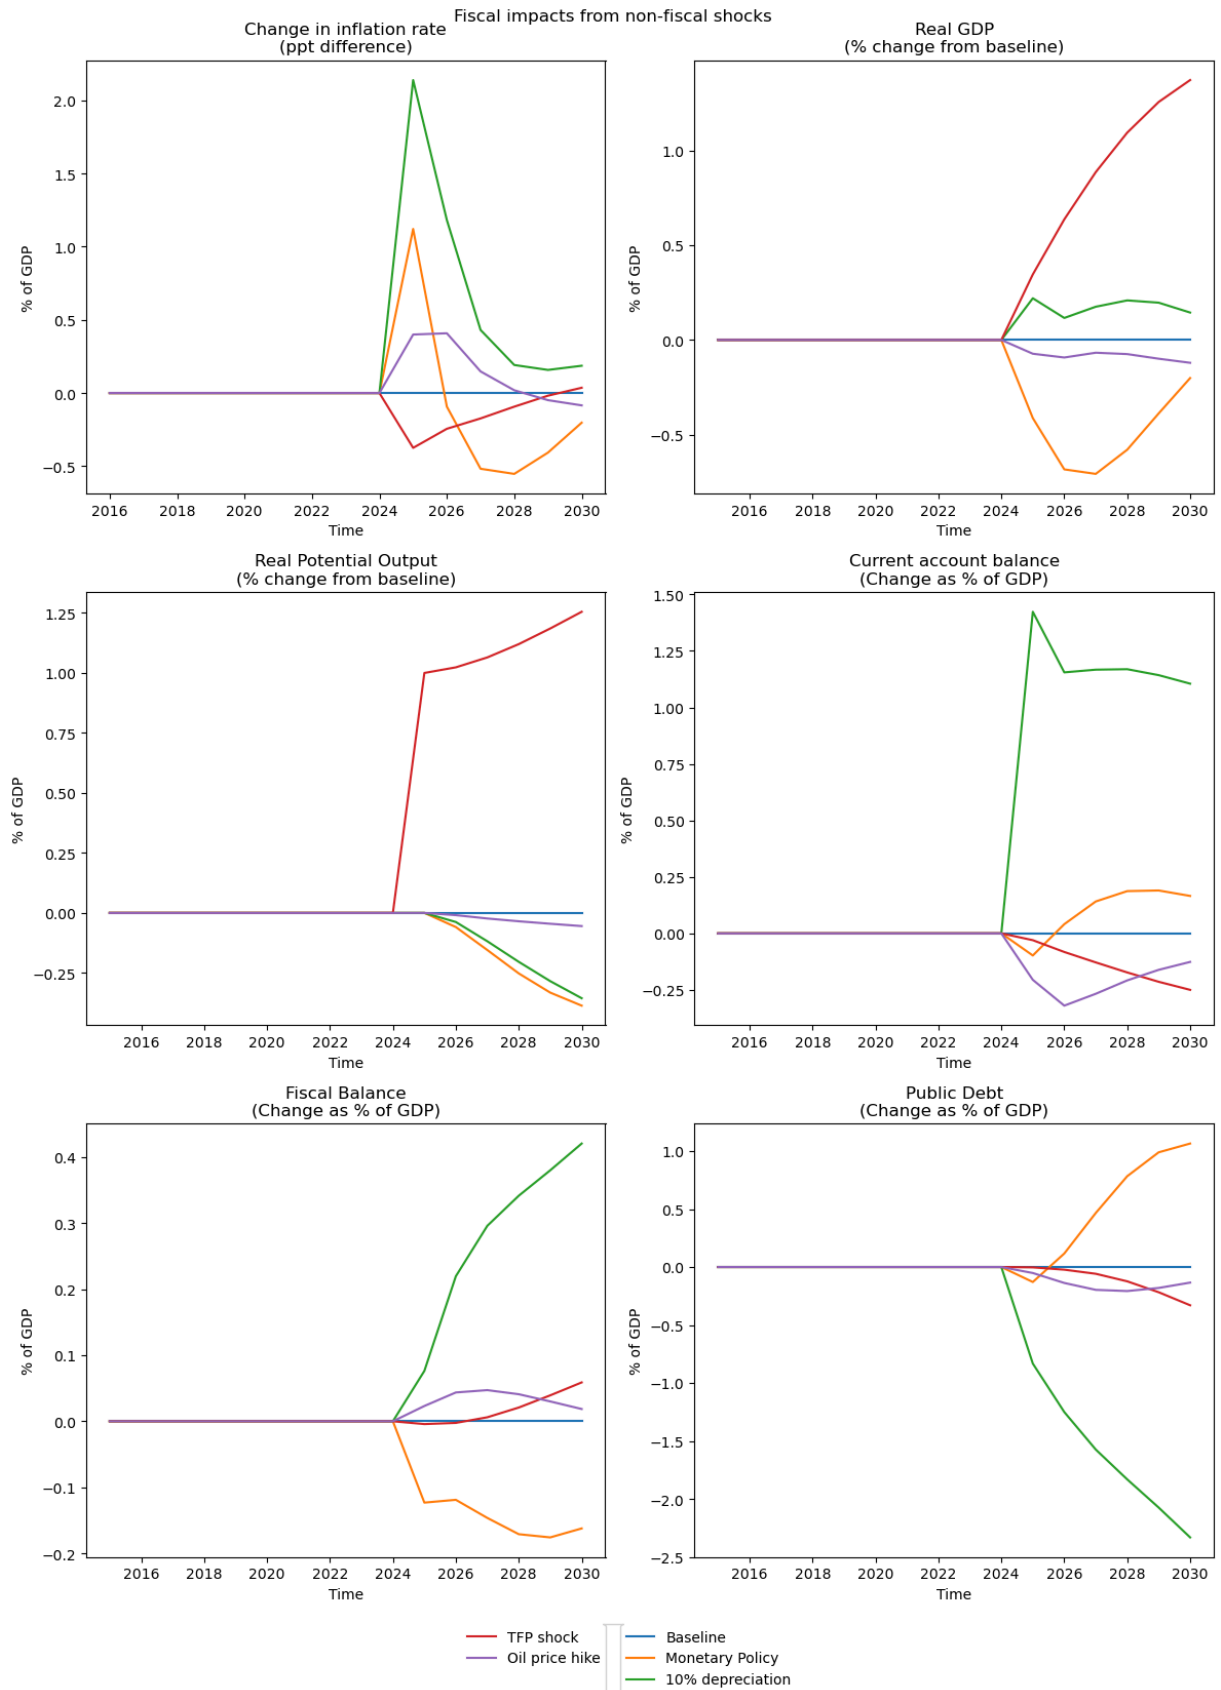 Fiscal impacts from non-fiscal shocks
Change in inflation rate
(ppt difference)
% of GDP
2.0
1.5
1.0
0.5
0.0
−0.5
2016 2018 2020 2022 2024 2026 2028 2030
Time
Real GDP
(% change from baseline)
% of GDP
1.0
0.5
0.0
−0.5
2016 2018 2020 2022 2024 2026 2028 2030
Time
Real Potential Output
(% change from baseline)
% of GDP
1.25
1.00
0.75
0.50
0.25
0.00
−0.25
2016 2018 2020 2022 2024 2026 2028 2030
Time
Current account balance
(Change as % of GDP)
% of GDP
1.50
1.25
1.00
0.75
0.50
0.25
0.00
−0.25
2016 2018 2020 2022 2024 2026 2028 2030
Time
Fiscal Balance
(Change as % of GDP)
% of GDP
0.4
0.3
0.2
0.1
0.0
−0.1
−0.2
2016 2018 2020 2022 2024 2026 2028 2030
Time
Public Debt
(Change as % of GDP)
% of GDP
1.0
0.5
0.0
−0.5
−1.0
−1.5
−2.0
−2.5
2016 2018 2020 2022 2024 2026 2028 2030
Time
TFP shock
Oil price hike
Baseline
Monetary Policy
10% depreciation